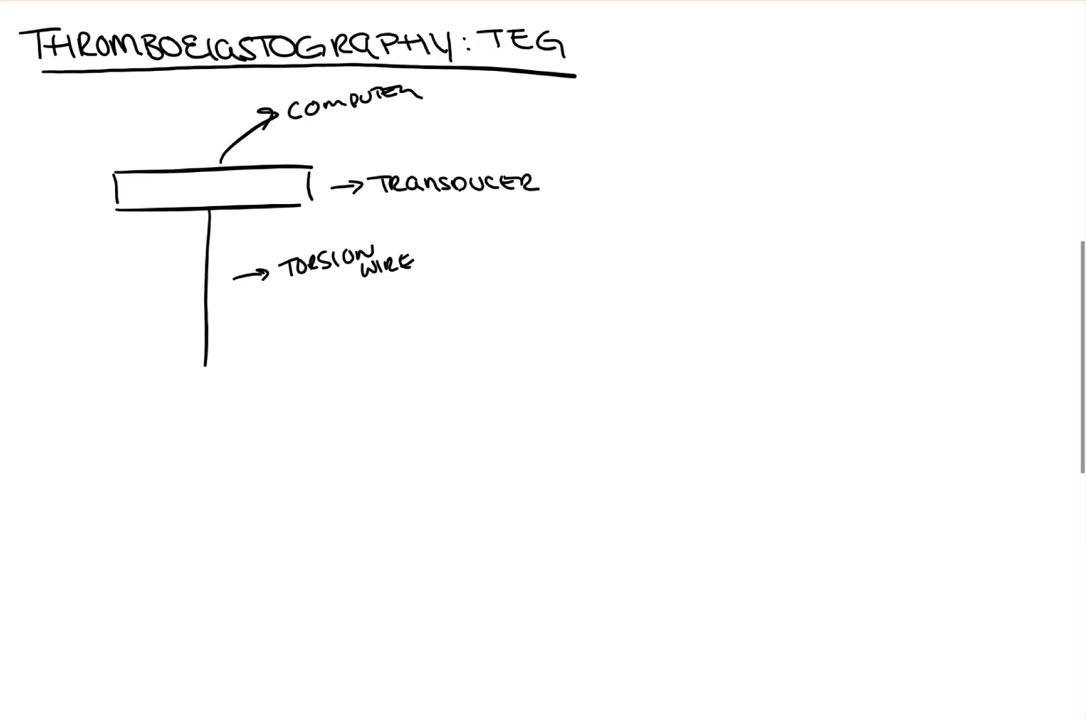 THROMBOElaSTOGRAPHY: TEG
COMPUTER
TRANSDUCER
TORSION
WIRE